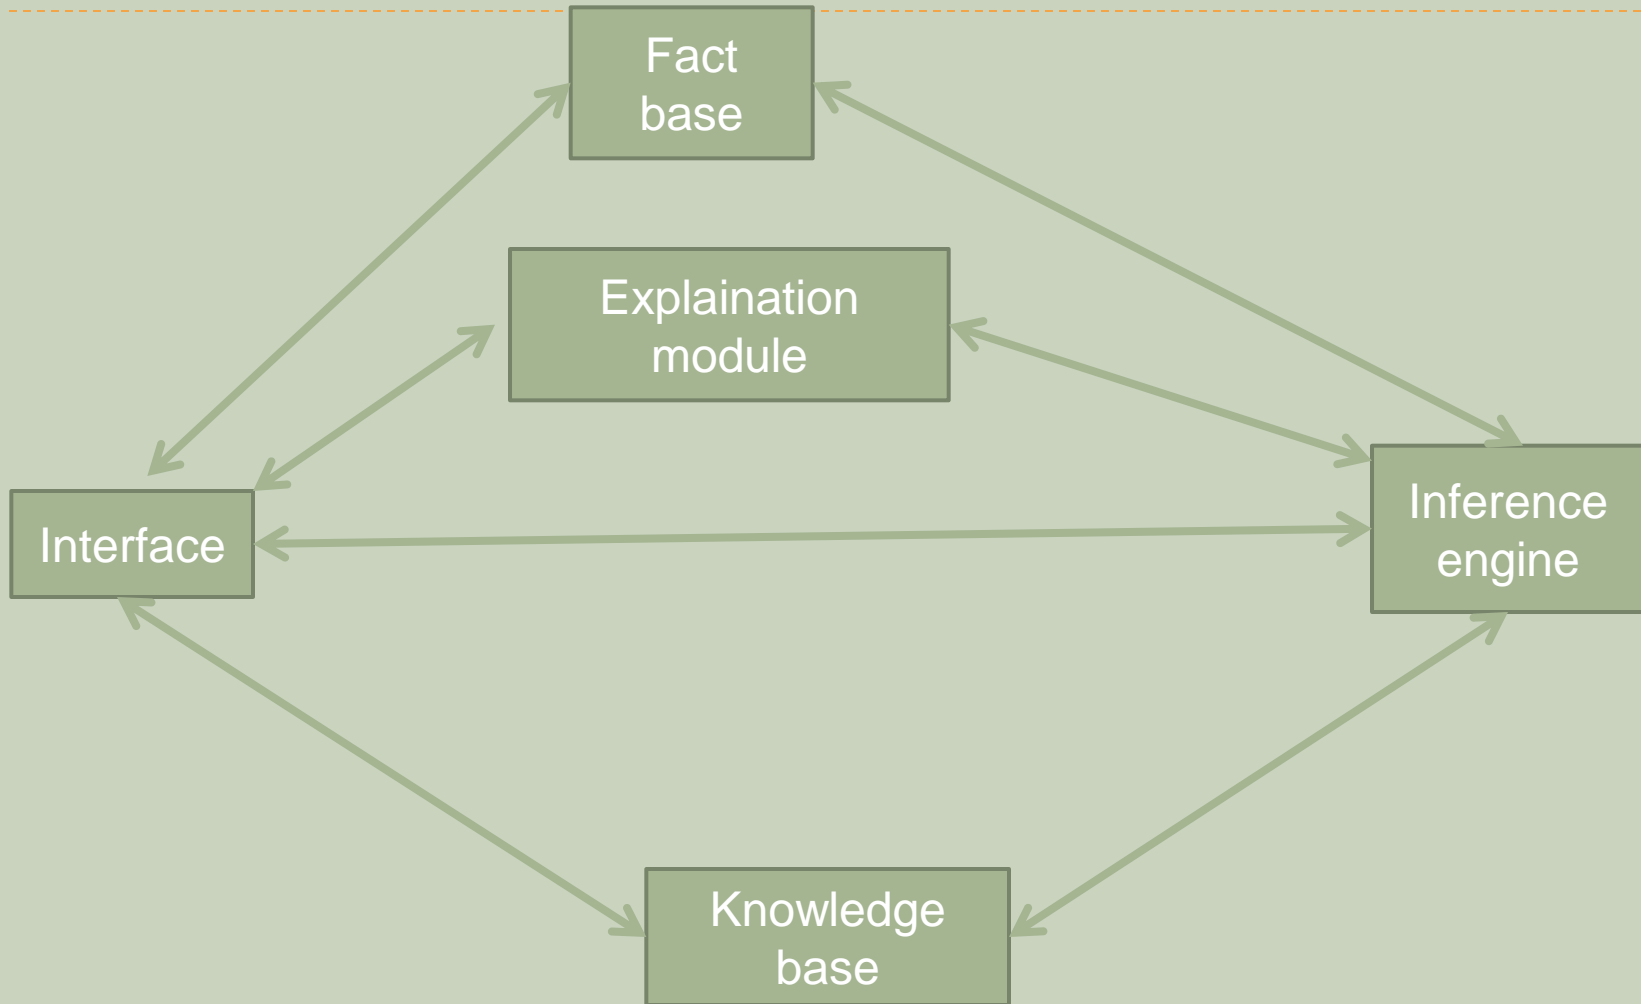 Fact
base
Explaination
module
Interface
Inference
engine
Knowledge
base